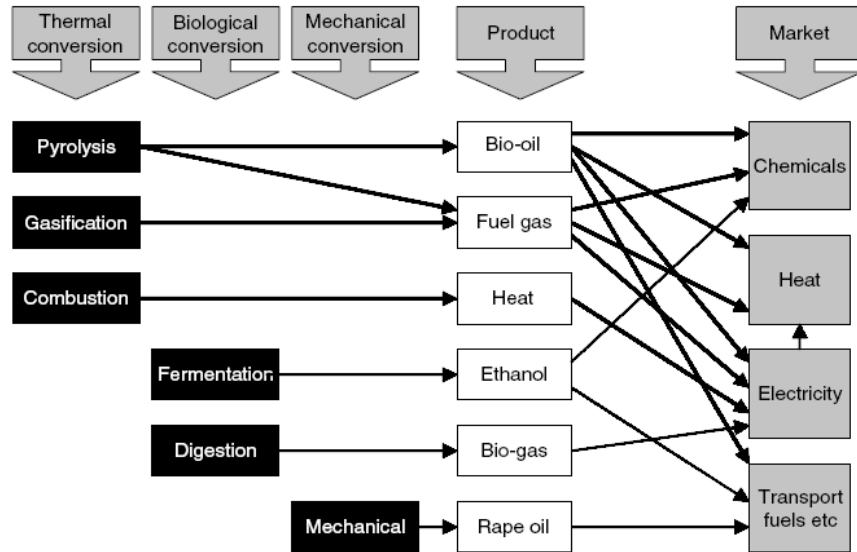 Thermal
conversion
Biological
conversion
Mechanical
conversion
Product
Market
Pyrolysis
Bio-oil
Chemicals
Gasification
Fuel gas
Combustion
Heat
Heat
Fermentation
Ethanol
Electricity
Digestion
Bio-gas
Transport
fuels etc
Mechanical
Rape oil